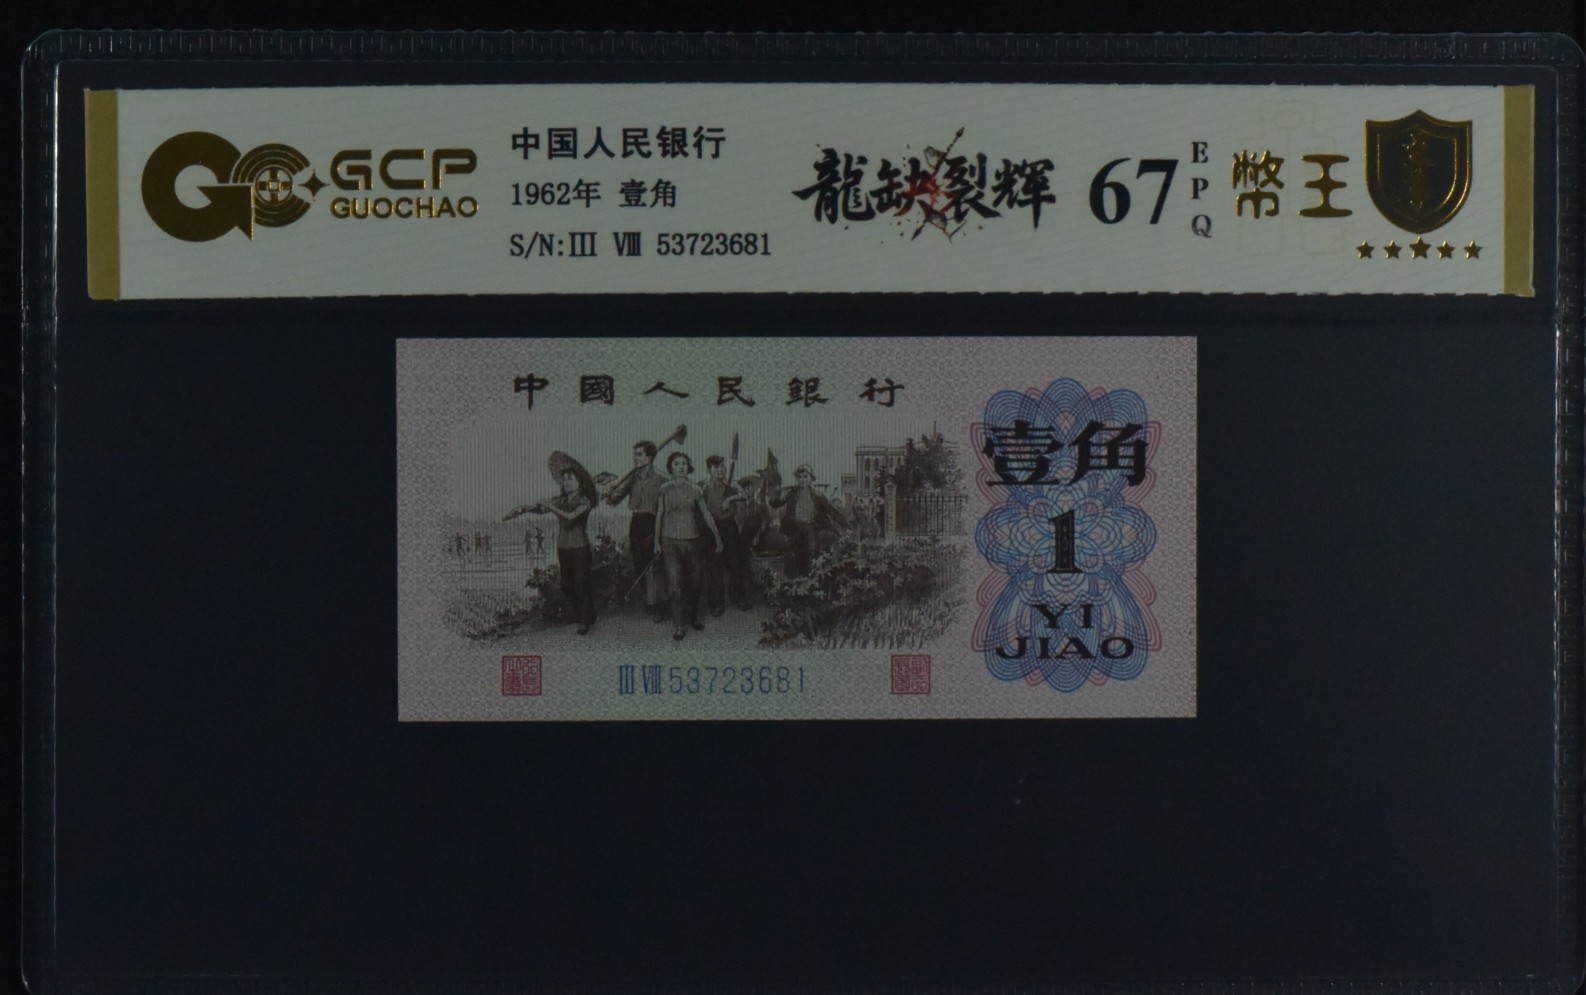 GCP
GUOCHAO
中国人民银行
1962年 壹角
S/N:III VIII 53723681
龍缺裂辉
67
EPQ
幣王
中國人民銀行
壹角
1
YI
JIAO
III VIII 53723681